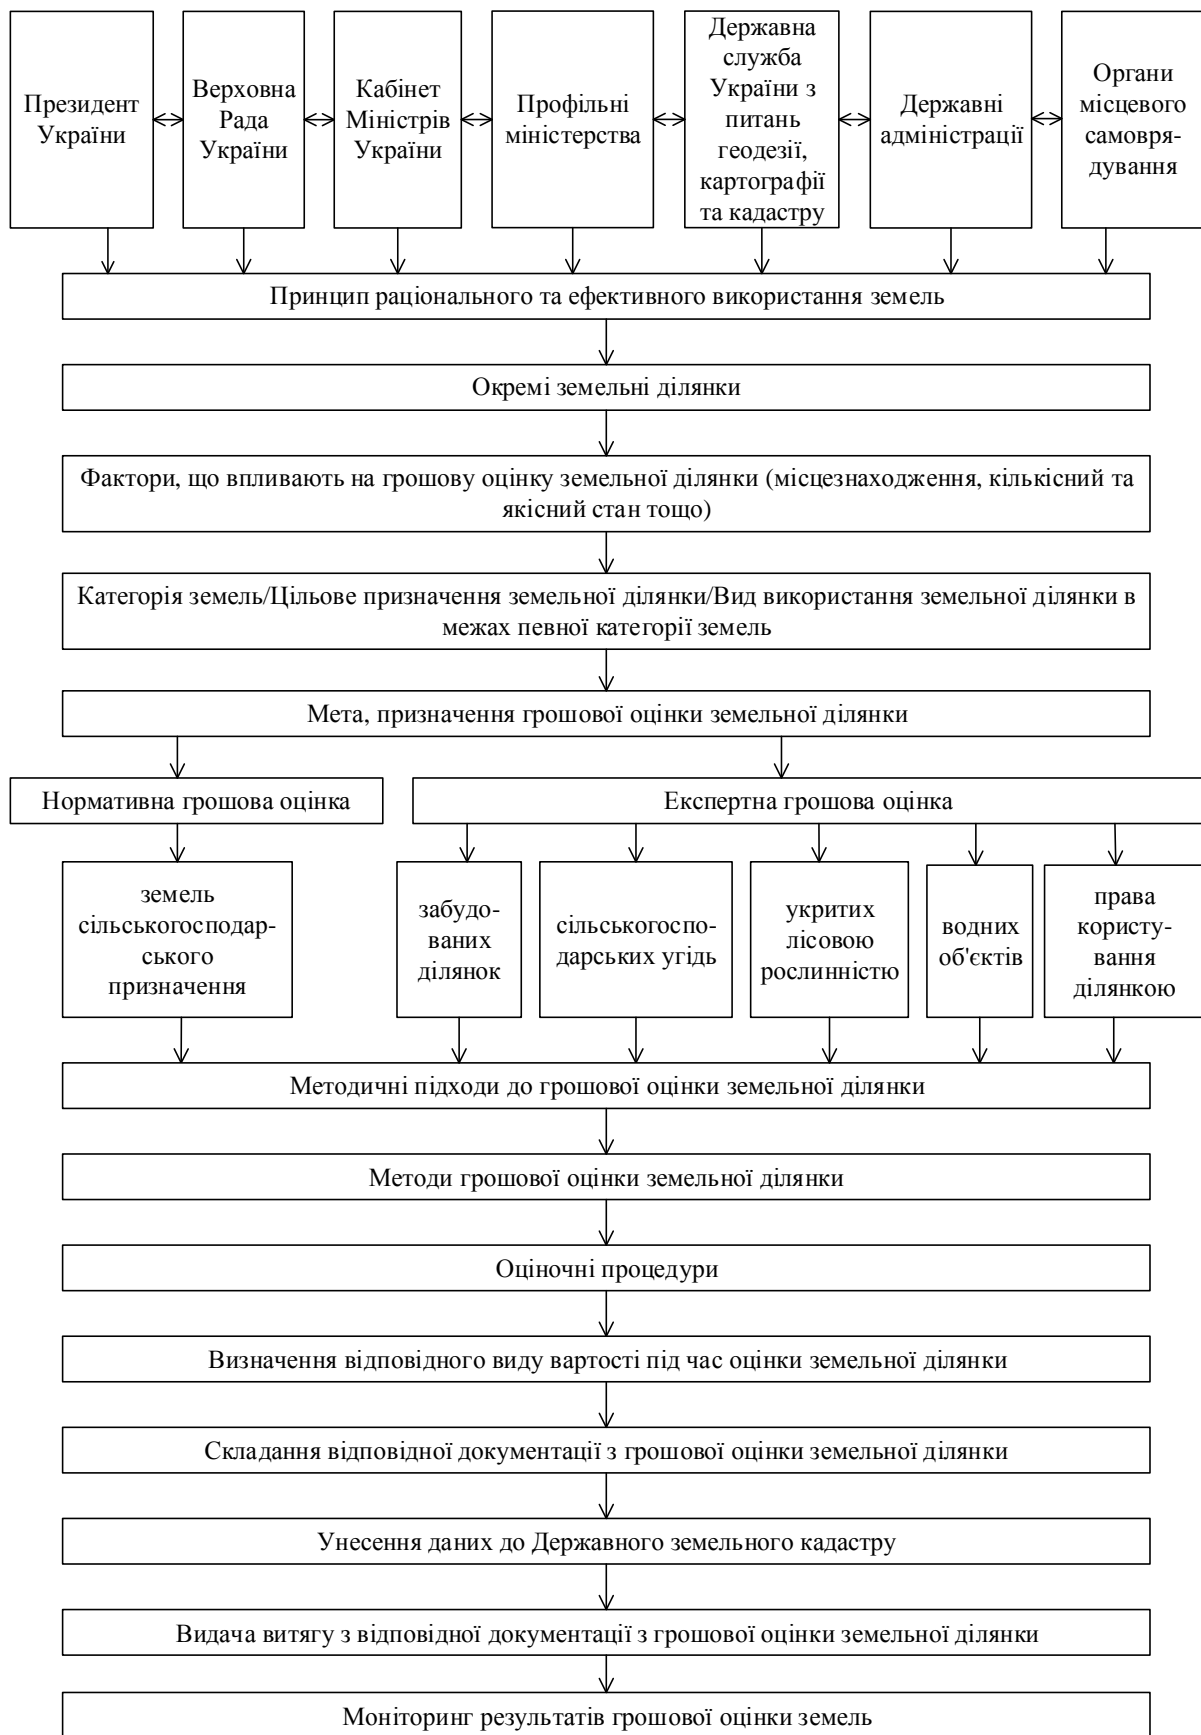 Президент
України
Верховна
Рада
України
Кабінет
Міністрів
України
Профільні
міністерства
Державна
служба
України з
питань
геодезії,
картографії
та кадастру
Державні
адміністрації
Органи
місцевого
самовря-
дування
Принцип раціонального та ефективного використання земель
Окремі земельні ділянки
Фактори, що впливають на грошову оцінку земельної ділянки (місцезнаходження, кількісний та
якісний стан тощо)
Категорія земель/Цільове призначення земельної ділянки/Вид використання земельної ділянки в
межах певної категорії земель
Мета, призначення грошової оцінки земельної ділянки
Нормативна грошова оцінка
Експертна грошова оцінка
земель
сільськогосподар-
ського
призначення
забудо-
ваних
ділянок
сільськогоспо-
дарських угідь
укритих
лісовою
рослинністю
водних
об'єктів
права
користу-
вання
ділянкою
Методичні підходи до грошової оцінки земельної ділянки
Методи грошової оцінки земельної ділянки
Оціночні процедури
Визначення відповідного виду вартості під час оцінки земельної ділянки
Складання відповідної документації з грошової оцінки земельної ділянки
Унесення даних до Державного земельного кадастру
Видача витягу з відповідної документації з грошової оцінки земельної ділянки
Моніторинг результатів грошової оцінки земель